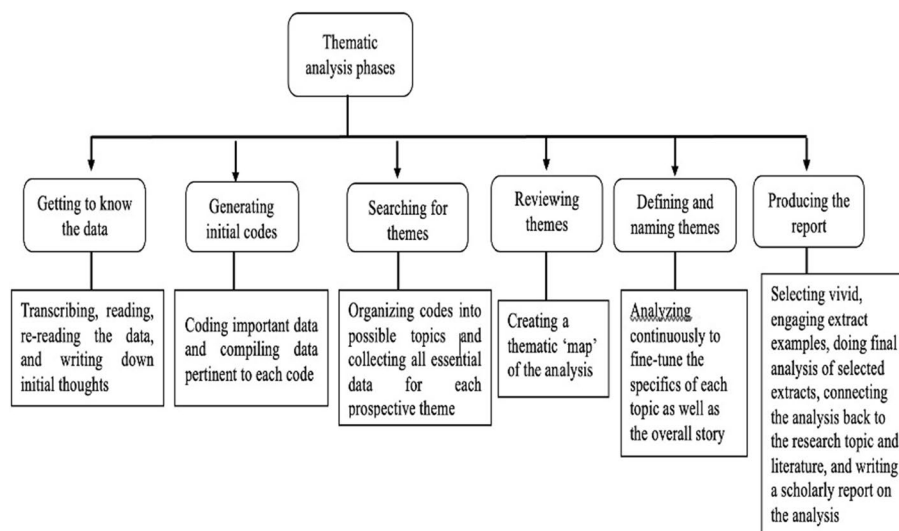 Thematic
analysis phases
Getting to know
the data
Generating
initial codes
Searching for
themes
Reviewing
themes
Defining and
naming themes
Producing the
report
Transcribing, reading,
re-reading the data,
and writing down
initial thoughts
Coding important data
and compiling data
pertinent to each code
Organizing codes into
possible topics and
collecting all essential
data for each
prospective theme
Creating a
thematic ‘map’
of the analysis
Analyzing
continuously to
fine-tune the
specifics of each
topic as well as
the overall story
Selecting vivid,
engaging extract
examples, doing final
analysis of selected
extracts, connecting
the analysis back to
the research topic and
literature, and writing
a scholarly report on
the analysis